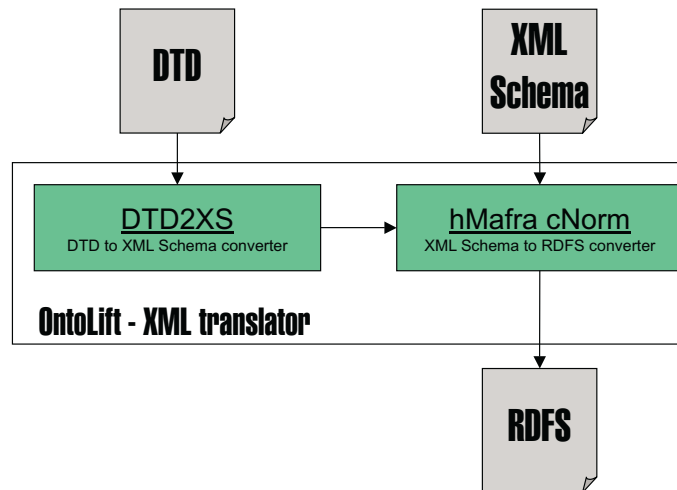 DTD
XML
Schema
DTD2XS
DTD to XML Schema converter
hMafra cNorm
XML Schema to RDFS converter
OntoLift - XML translator
RDFS